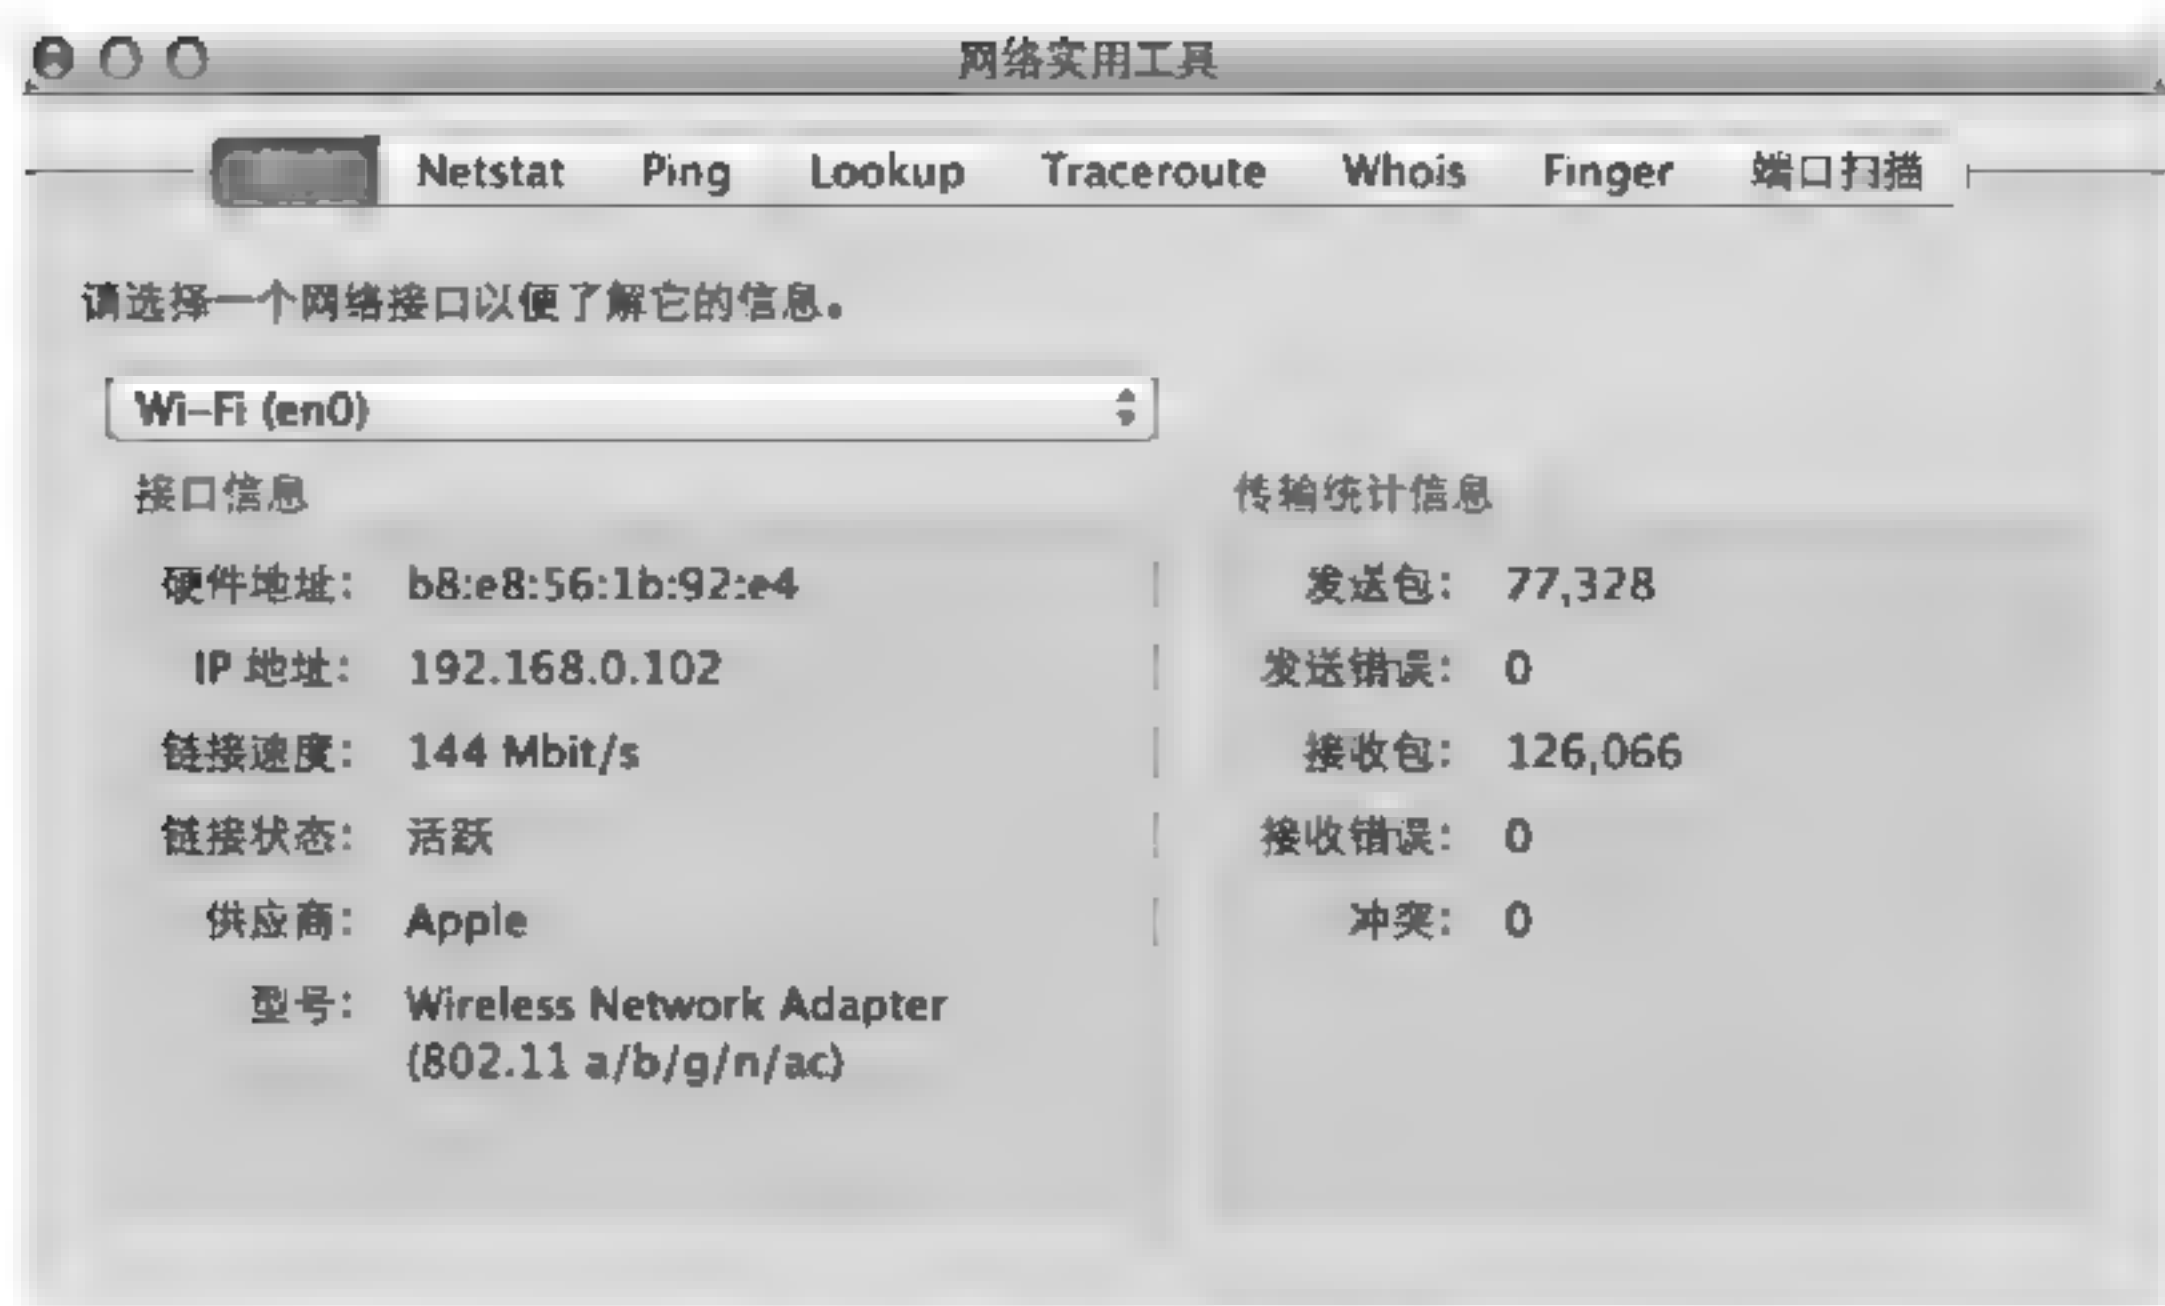 网络实用工具
Netstat Ping Lookup Traceroute Whois Finger 端口扫描
请选择一个网络接口以便了解它的信息。
Wi-Fi (en0)
接口信息
硬件地址: b8:e8:56:1b:92:e4
IP 地址: 192.168.0.102
链接速度: 144 Mbit/s
链接状态: 活跃
供应商: Apple
型号: Wireless Network Adapter
(802.11 a/b/g/n/ac)
传输统计信息
发送包: 77,328
发送错误: 0
接收包: 126,066
接收错误: 0
冲突: 0